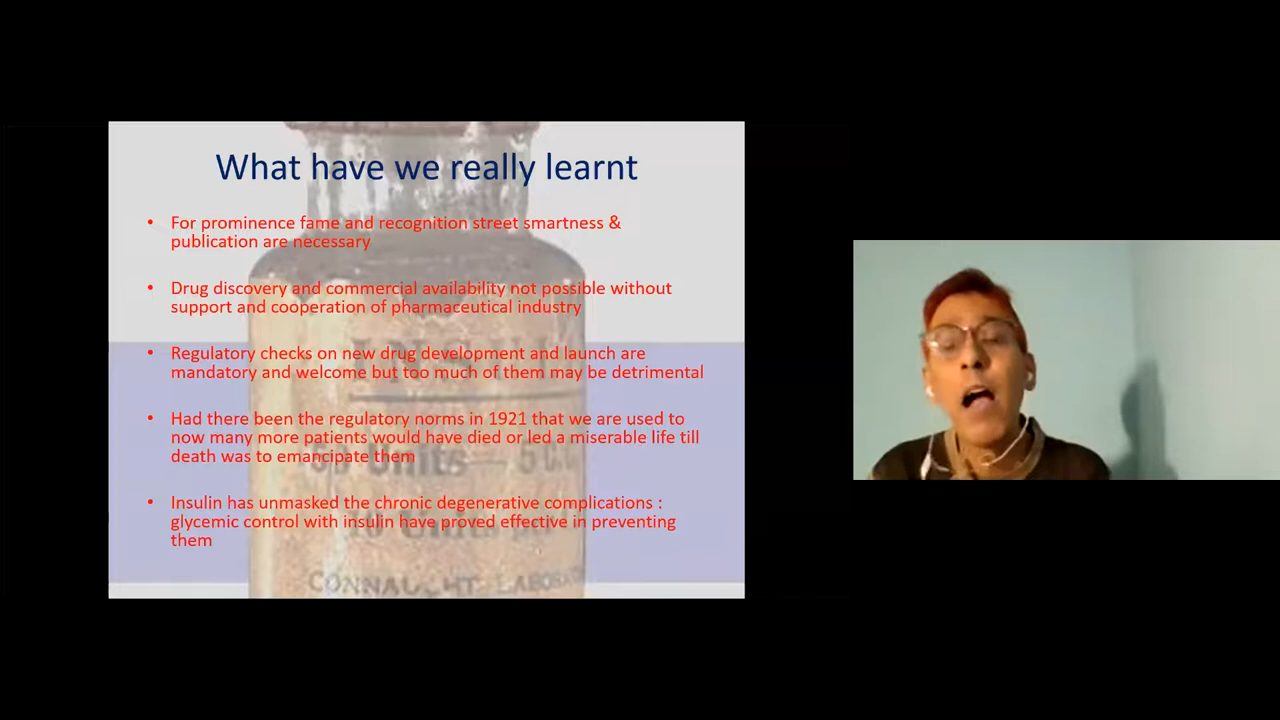 What have we really learnt
• For prominence fame and recognition street smartness &
publication are necessary
• Drug discovery and commercial availability not possible without
support and cooperation of pharmaceutical industry
• Regulatory checks on new drug development and launch are
mandatory and welcome but too much of them may be detrimental
• Had there been the regulatory norms in 1921 that we are used to
now many more patients would have died or led a miserable life till
death was to emancipate them
• Insulin has unmasked the chronic degenerative complications :
glycemic control with insulin have proved effective in preventing
them
Units
10 Units
CONNAUGHT